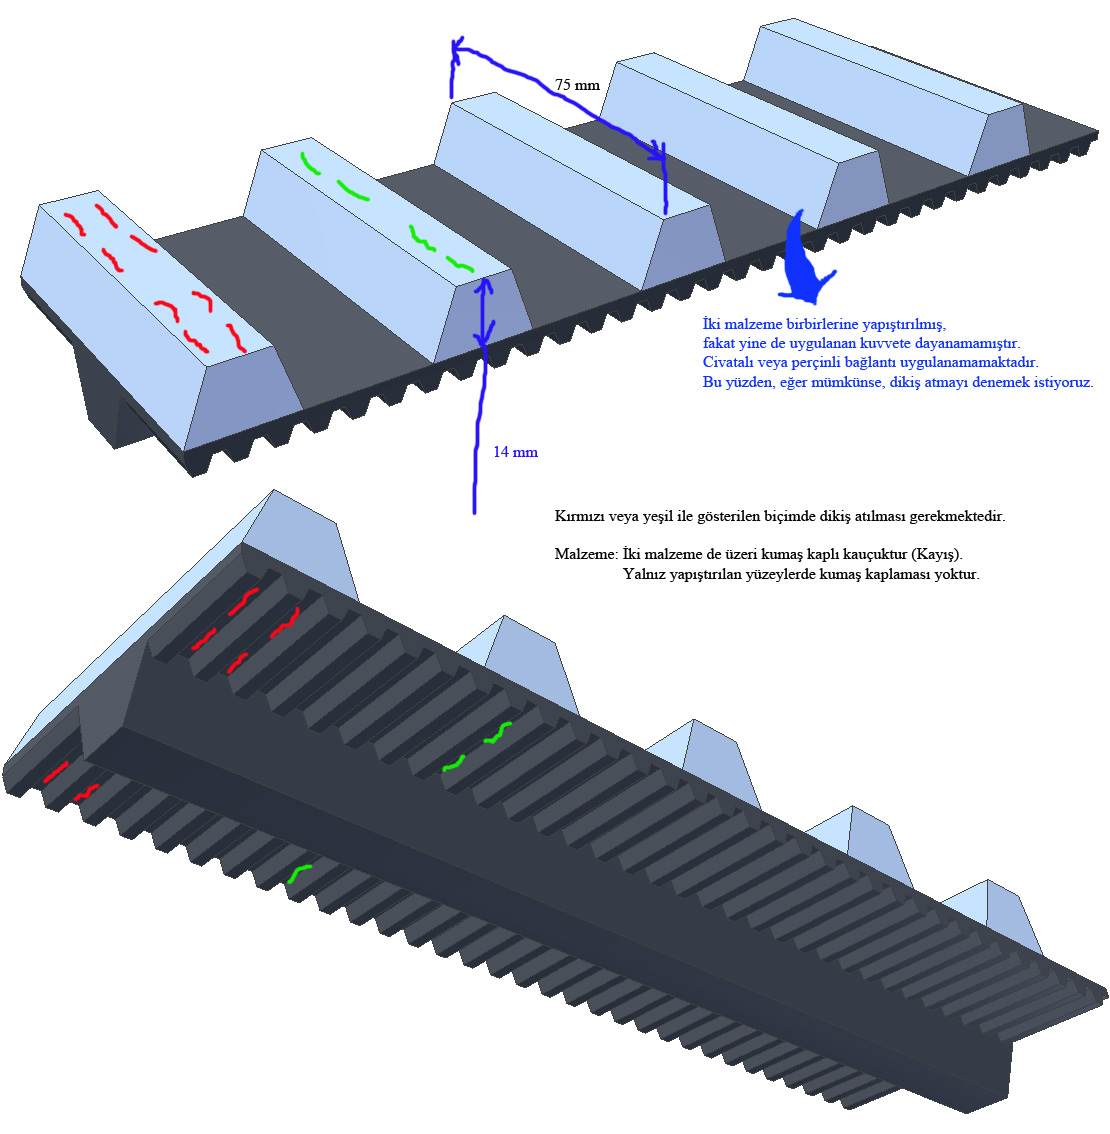 75 mm
İki malzeme birbirlerine yapıştırılmış,
fakat yine de uygulanan kuvvete dayanamamıştır.
Civatalı veya perçinli bağlantı uygulanamamaktadır.
Bu yüzden, eğer mümkünse, dikiş atmayı denemek istiyoruz.
14 mm
Kırmızı veya yeşil ile gösterilen biçimde dikiş atılması gerekmektedir.
Malzeme: İki malzeme de üzeri kumaş kaplı kauçuktur (Kayış).
Yalnız yapıştırılan yüzeylerde kumaş kaplaması yoktur.